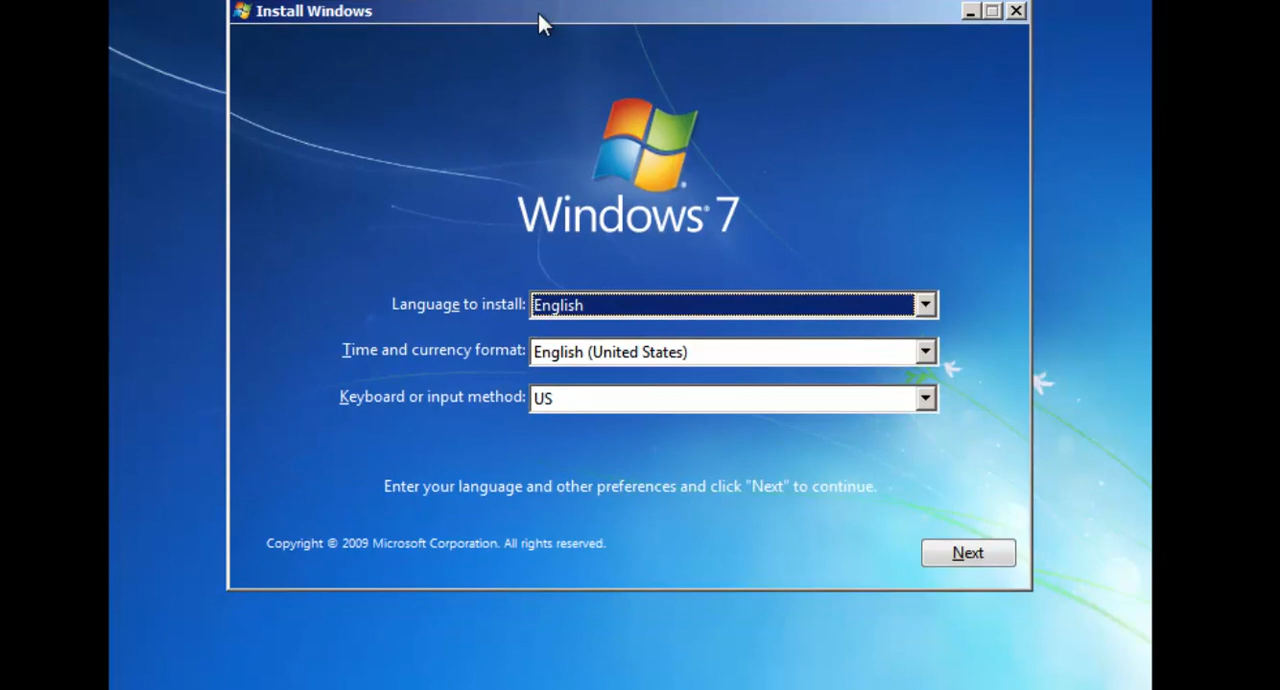 Install Windows
Windows® 7
Language to install: English
Time and currency format: English (United States)
Keyboard or input method: US
Enter your language and other preferences and click "Next" to continue.
Copyright © 2009 Microsoft Corporation. All rights reserved.
Next